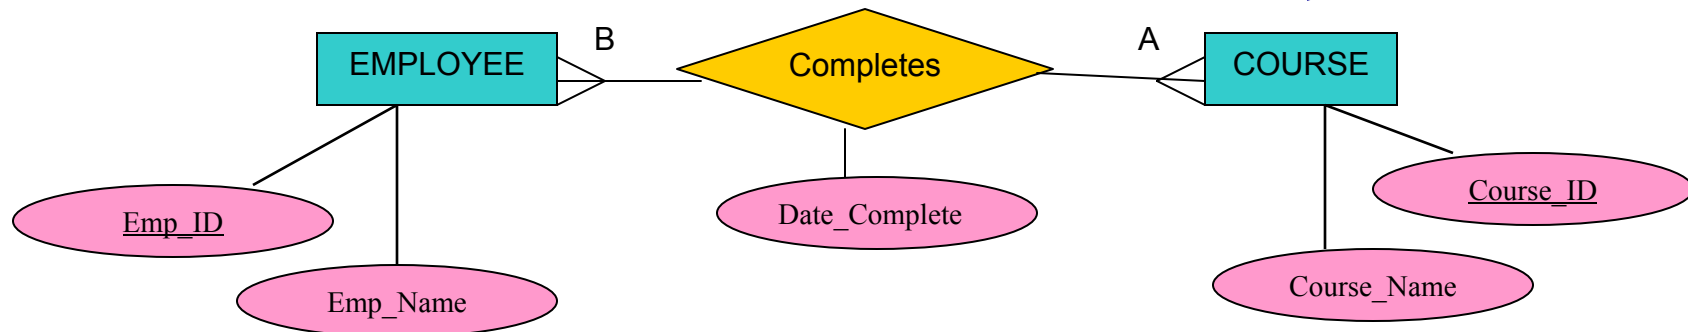 EMPLOYEE
B
Completes
A
COURSE
Emp_ID
Emp_Name
Date_Complete
Course_ID
Course_Name